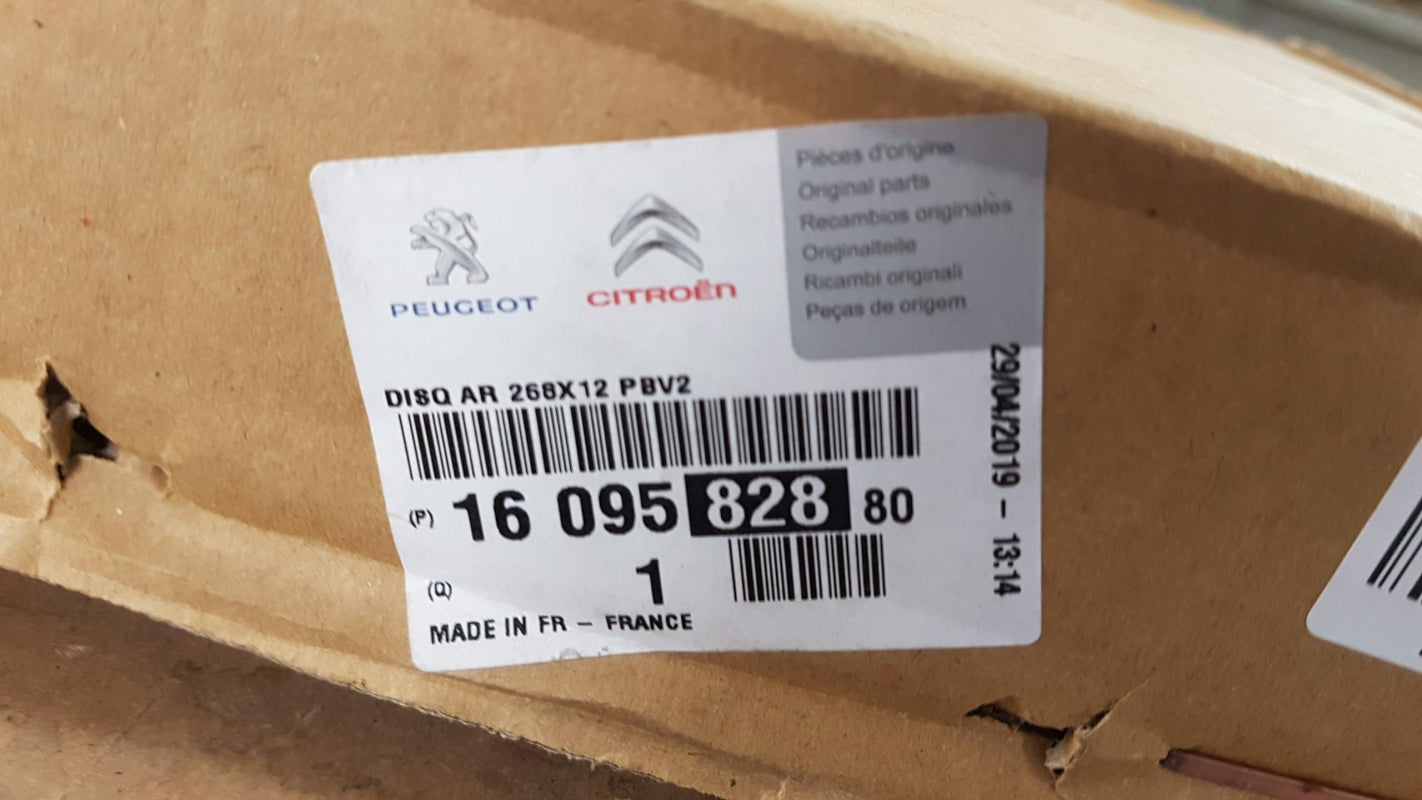 PEUGEOT
CITROËN
Pièces d'origine
Original parts
Recambios originales
Originalteile
Ricambi originali
Peças de origem
DISQ AR 268X12 PBV2
(P) 16 095 828 80
(Q) 1
MADE IN FR – FRANCE
29/04/2019 – 13:14